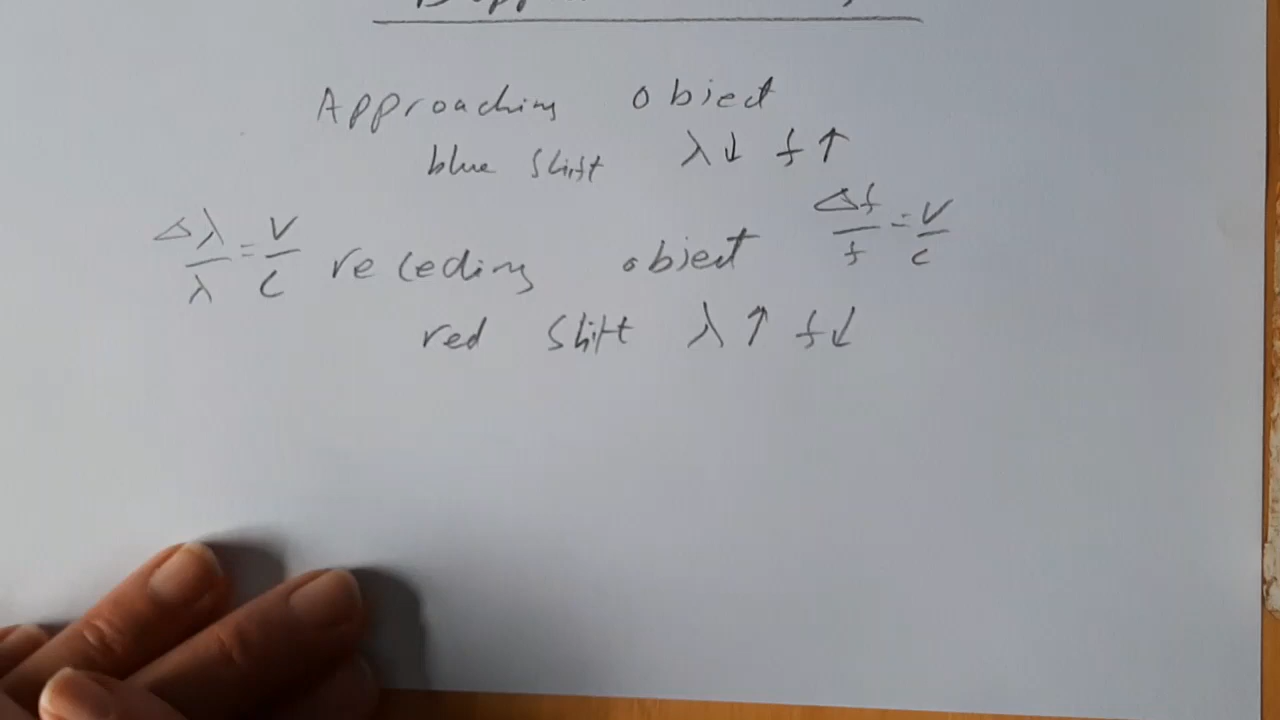 Approaching object
blue shift λ↓ f↑
Δλ/λ = v/c receding object Δf/f = v/c
red shift λ↑ f↓